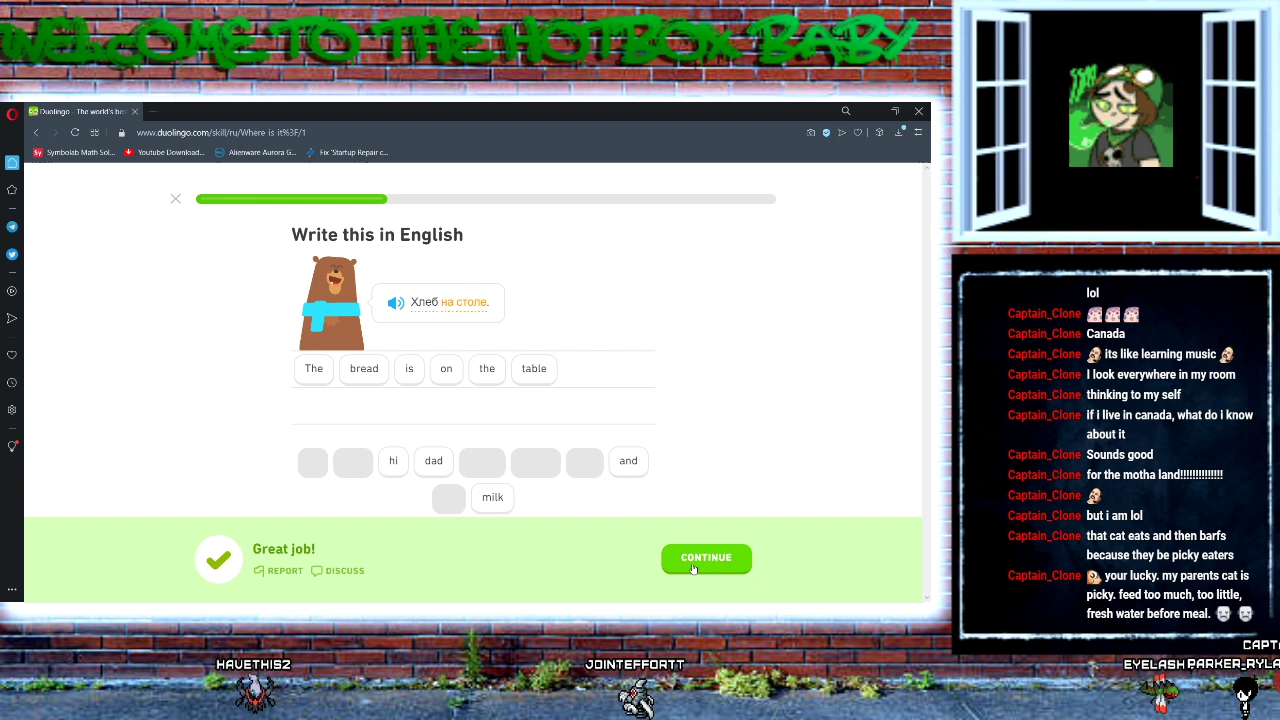 WELCOME TO THE HOTBOX BABY
Duolingo - The world's bes
www.duolingo.com/skill/ru/Where-is-it%3F/1
Symbolab Math Sol...
Youtube Download...
Alienware Aurora G...
Fix 'Startup Repair c...
Write this in English
Хлеб на столе.
The bread is on the table
hi dad and
milk
Great job!
REPORT DISCUSS
CONTINUE
lol
Captain_Clone
Captain_Clone Canada
Captain_Clone its like learning music
Captain_Clone I look everywhere in my room
Captain_Clone thinking to my self
Captain_Clone if i live in canada, what do i know
about it
Captain_Clone Sounds good
Captain_Clone for the motha land!!!!!!!!!!!!!
Captain_Clone
Captain_Clone but i am lol
Captain_Clone that cat eats and then barfs
because they be picky eaters
Captain_Clone your lucky. my parents cat is
picky. feed too much, too little,
fresh water before meal.
CAPT
HAVETHISZ
JOINTEFFORTT
EYELASH PARKER_RYLA